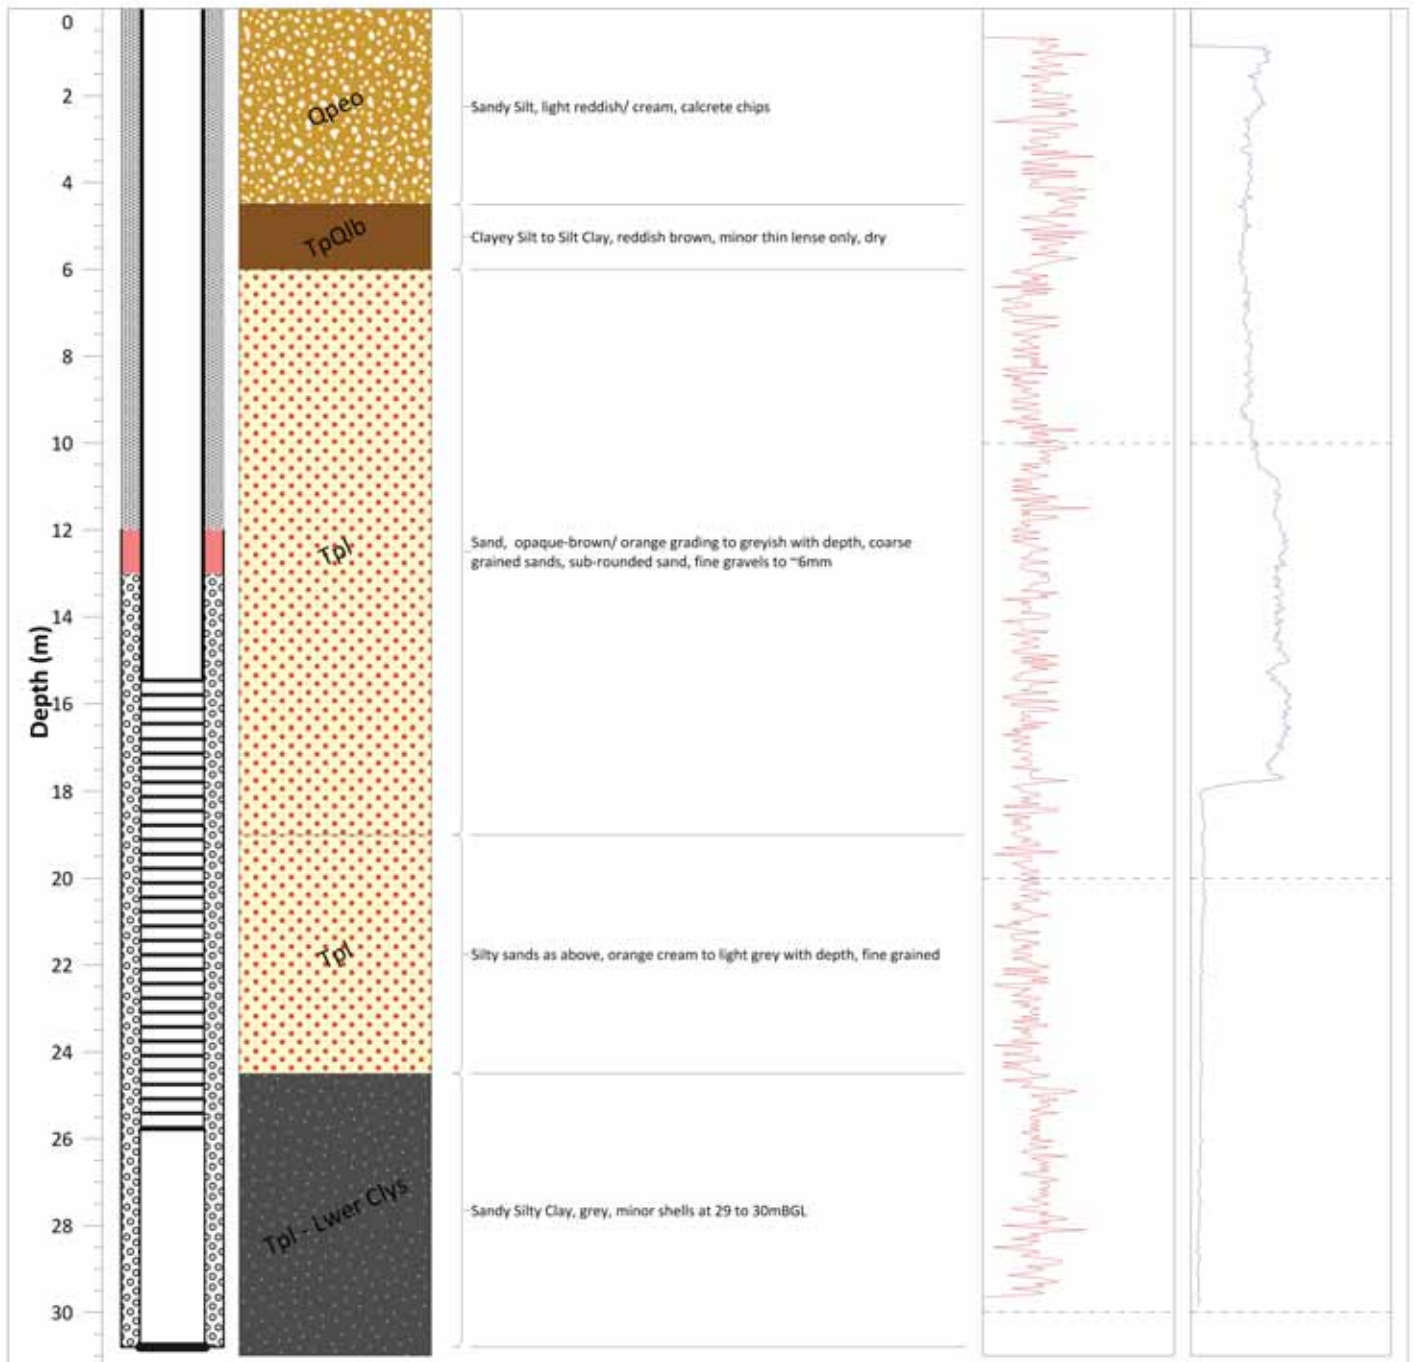 0
Qpeo
2
Sandy Silt, light reddish/ cream, calcrete chips
4
TpQlb
Clayey Silt to Silt Clay, reddish brown, minor thin lense only, dry
6
8
10
12
Tpl
Sand, opaque-brown/ orange grading to greyish with depth, coarse
grained sands, sub-rounded sand, fine gravels to ~6mm
14
Depth (m)
16
18
20
22
Tpl
Silty sands as above, orange cream to light grey with depth, fine grained
24
26
Tpl - Lwer Clys
Sandy Silty Clay, grey, minor shells at 29 to 30mBGL
28
30